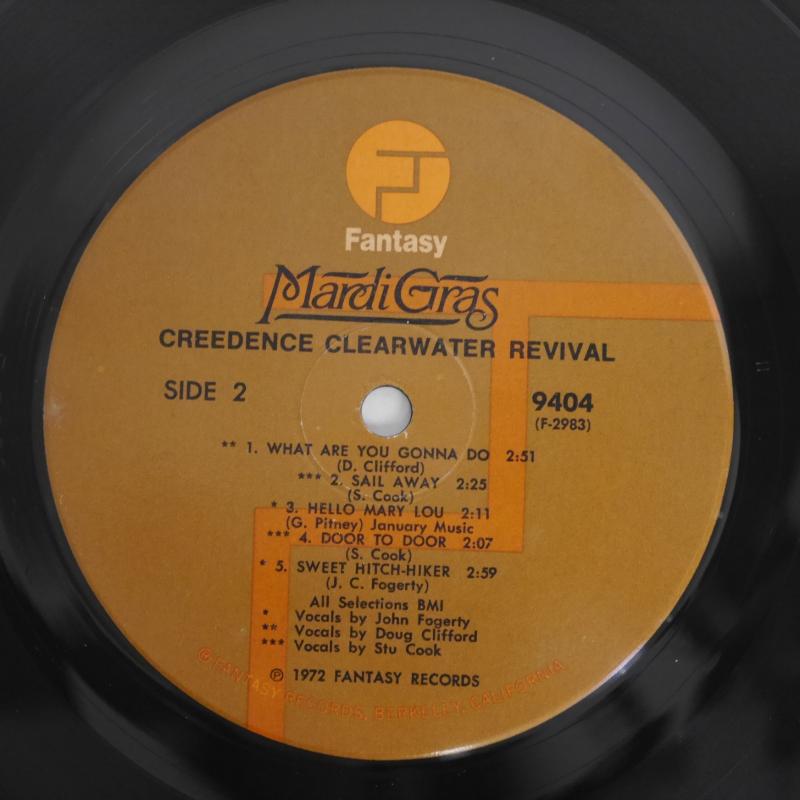 Fantasy
Mardi Gras
CREEDENCE CLEARWATER REVIVAL
SIDE 2
9404
(F-2983)
** 1. WHAT ARE YOU GONNA DO 2:51
(D. Clifford)
*** 2. SAIL AWAY 2:25
(S. Cook)
* 3. HELLO MARY LOU 2:11
(G. Pitney) January Music
*** 4. DOOR TO DOOR 2:07
(S. Cook)
* 5. SWEET HITCH-HIKER 2:59
(J. C. Fogerty)
All Selections BMI
* Vocals by John Fogerty
** Vocals by Doug Clifford
*** Vocals by Stu Cook
℗ 1972 FANTASY RECORDS
© FANTASY RECORDS, BERKELEY, CALIFORNIA